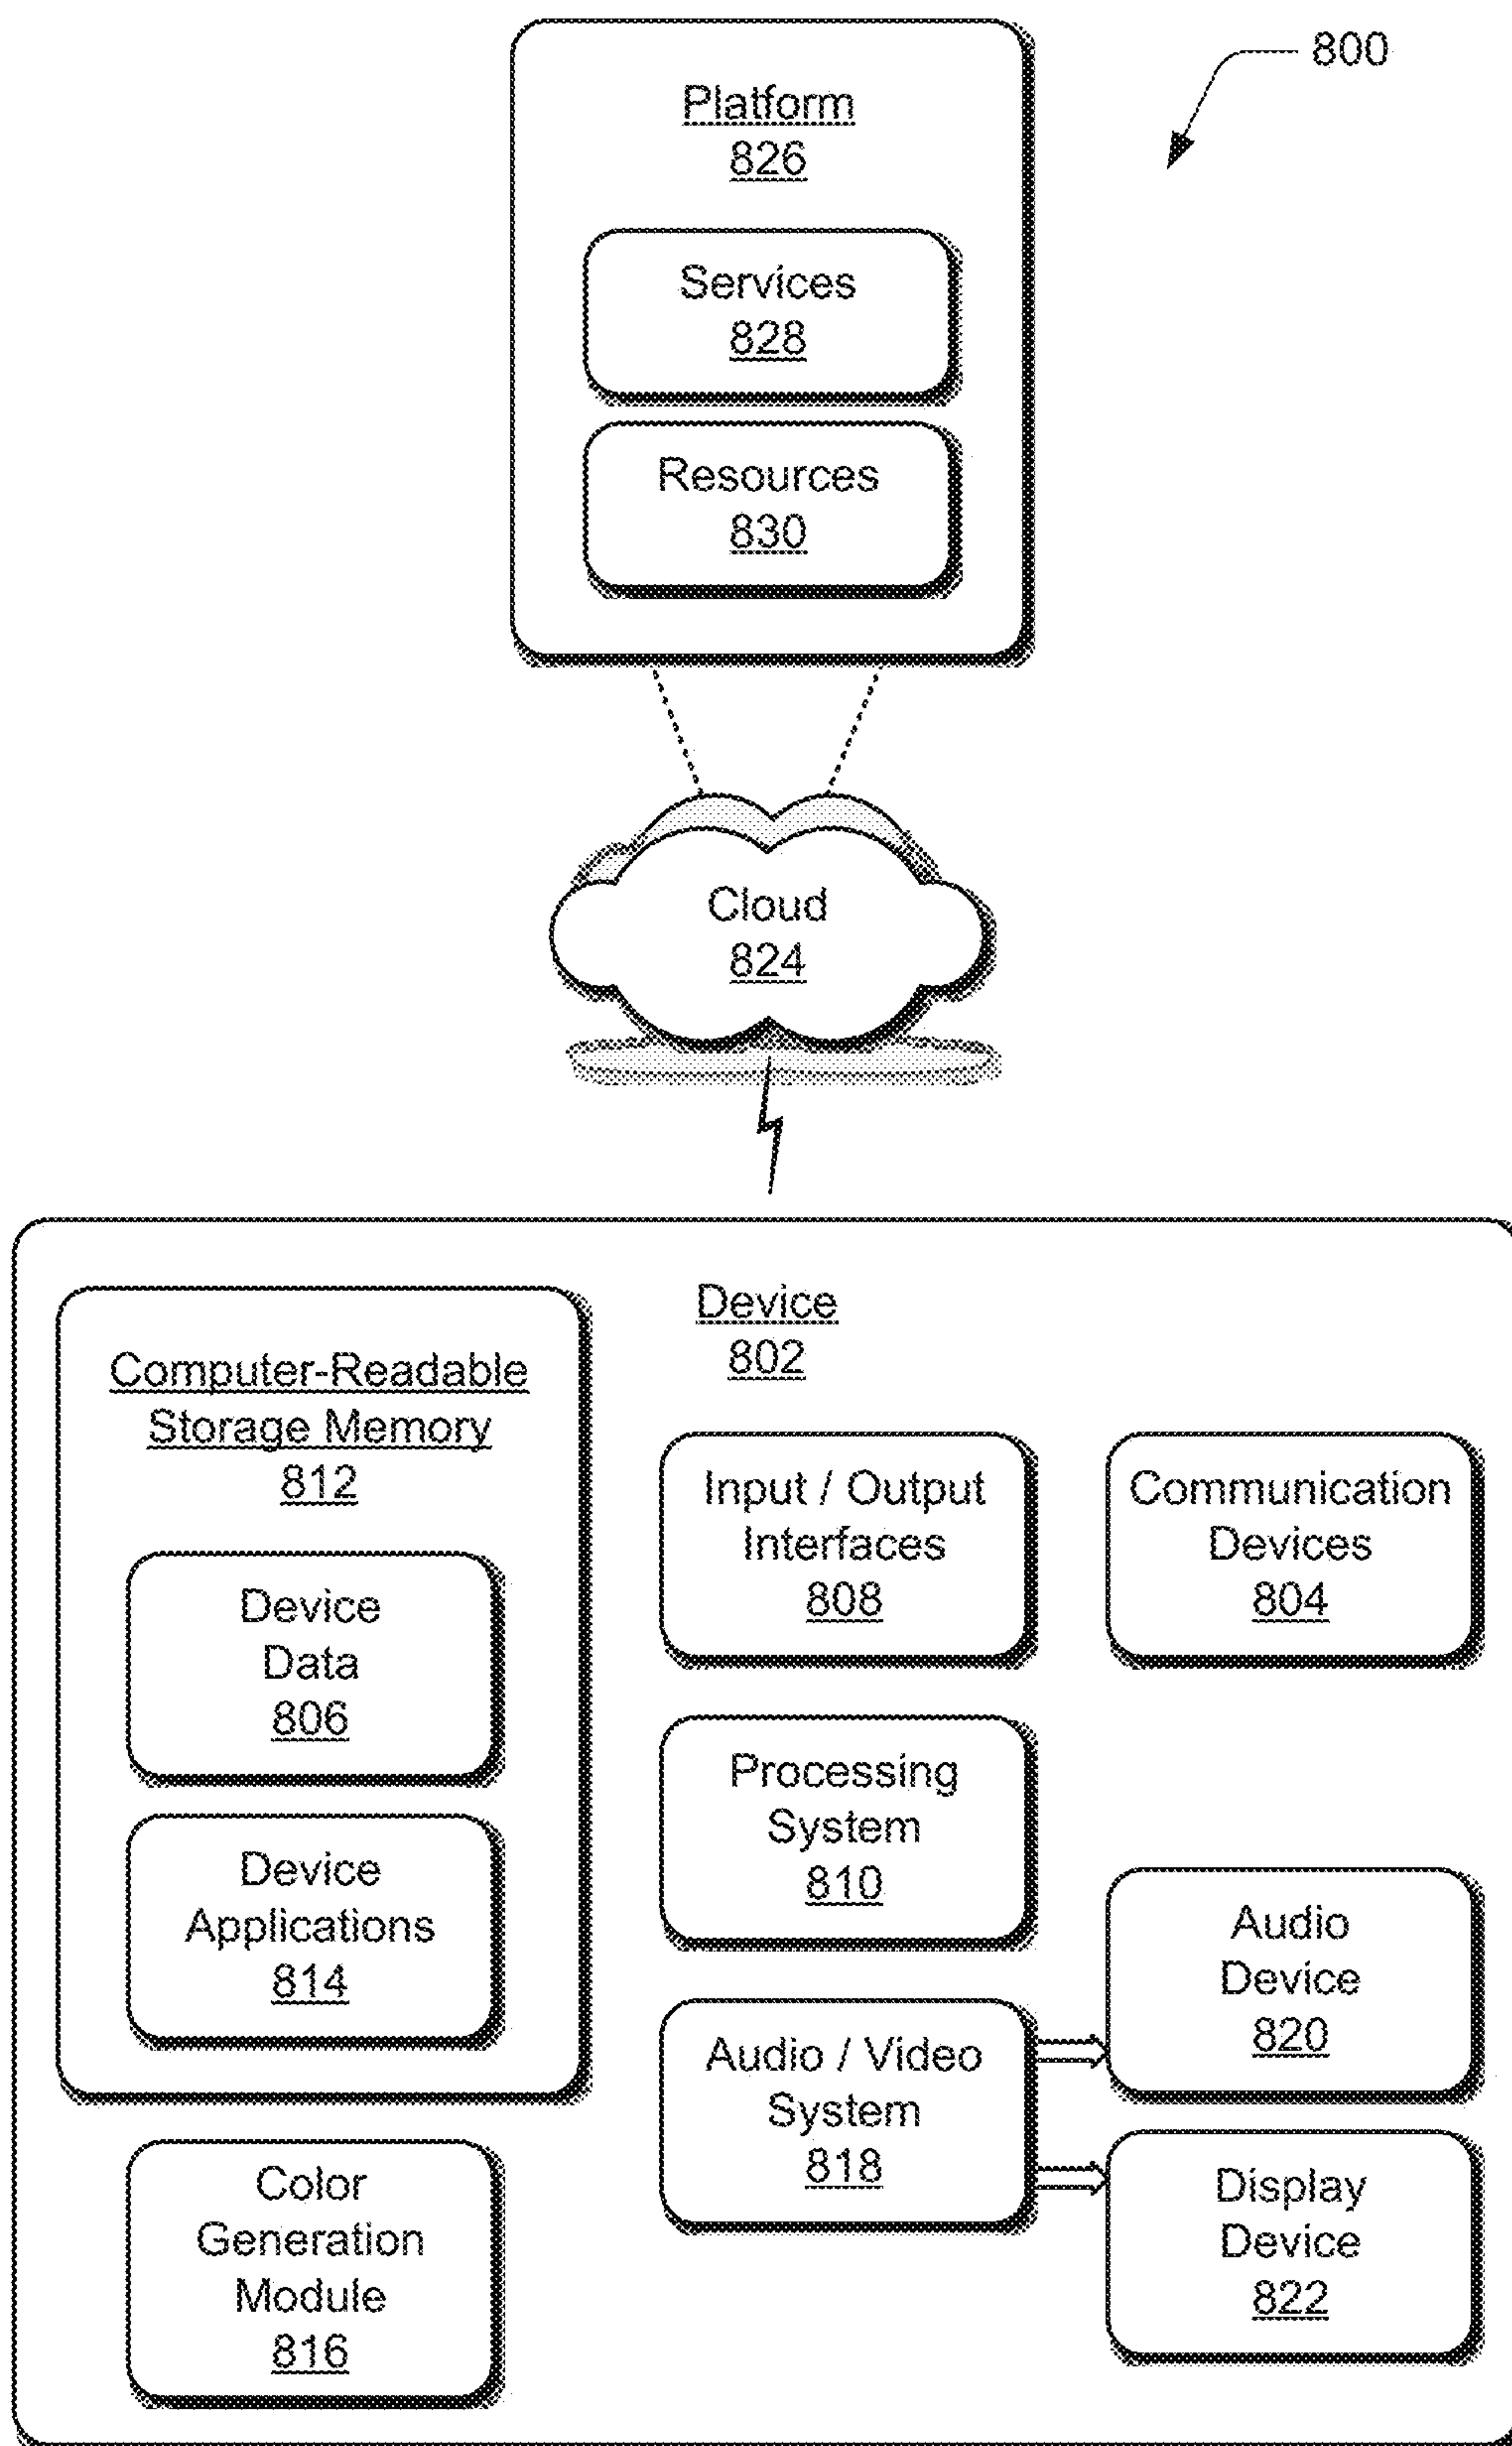 800
Platform
826
Services
828
Resources
830
Cloud
824
Device
802
Computer-Readable
Storage Memory
812
Device
Data
806
Device
Applications
814
Color
Generation
Module
816
Input / Output
Interfaces
808
Communication
Devices
804
Processing
System
810
Audio / Video
System
818
Audio
Device
820
Display
Device
822